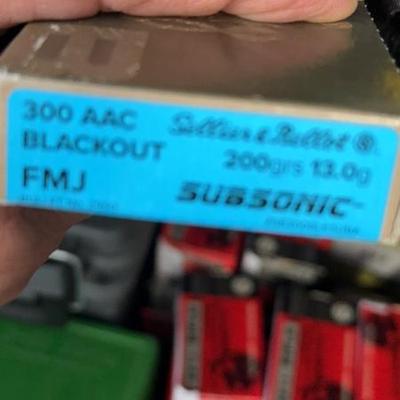 300 AAC
BLACKOUT
FMJ
Sellier & Bellot ®.
200grs 13.0g
SUBSONIC